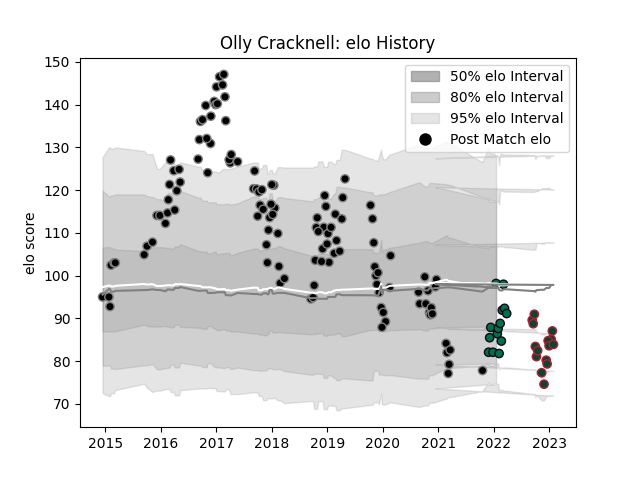 Olly Cracknell: elo History
50% elo Interval
80% elo Interval
95% elo Interval
Post Match elo
elo score
150
140
130
120
110
100
90
80
70
2015 2016 2017 2018 2019 2020 2021 2022 2023